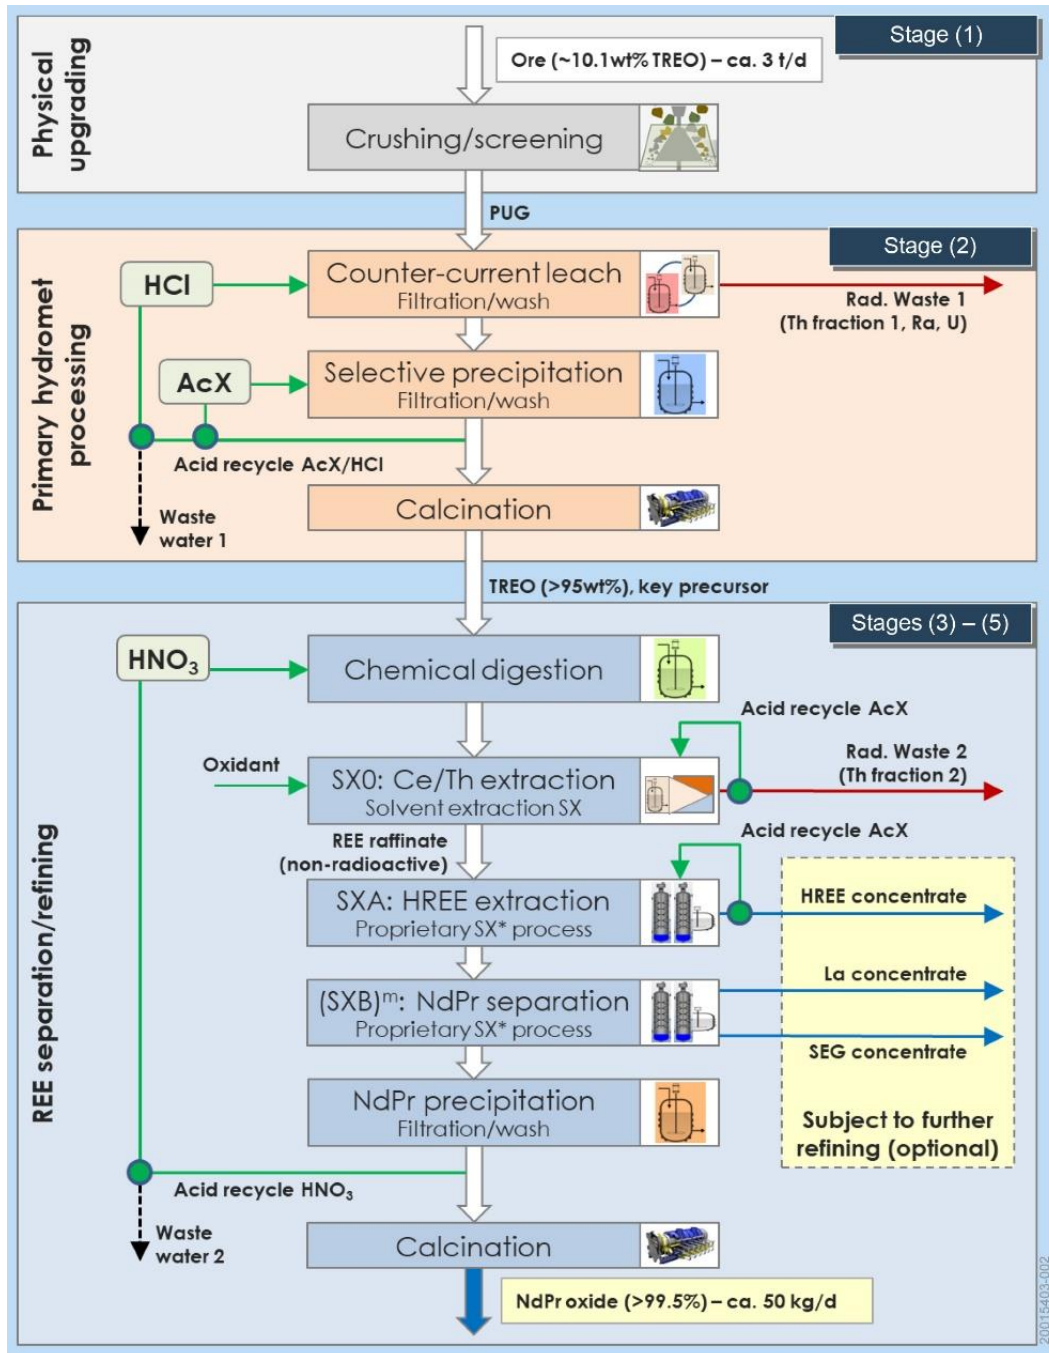 Stage (1)
Ore (~10.1wt% TREO) – ca. 3 t/d
Physical
upgrading
Crushing/screening
PUG
Stage (2)
Primary hydromet
processing
HCl
Counter-current leach
Filtration/wash
Rad. Waste 1
(Th fraction 1, Ra, U)
AcX
Selective precipitation
Filtration/wash
Acid recycle AcX/HCl
Waste
water 1
Calcination
TREO (>95wt%), key precursor
Stages (3) – (5)
REE separation/refining
HNO₃
Chemical digestion
Acid recycle AcX
Oxidant
SX0: Ce/Th extraction
Solvent extraction SX
Rad. Waste 2
(Th fraction 2)
REE raffinate
(non-radioactive)
Acid recycle AcX
SXA: HREE extraction
Proprietary SX* process
HREE concentrate
(SXB)ᵐ: NdPr separation
Proprietary SX* process
La concentrate
SEG concentrate
NdPr precipitation
Filtration/wash
Subject to further
refining (optional)
Acid recycle HNO₃
Waste
water 2
Calcination
NdPr oxide (>99.5%) – ca. 50 kg/d
20015403-002